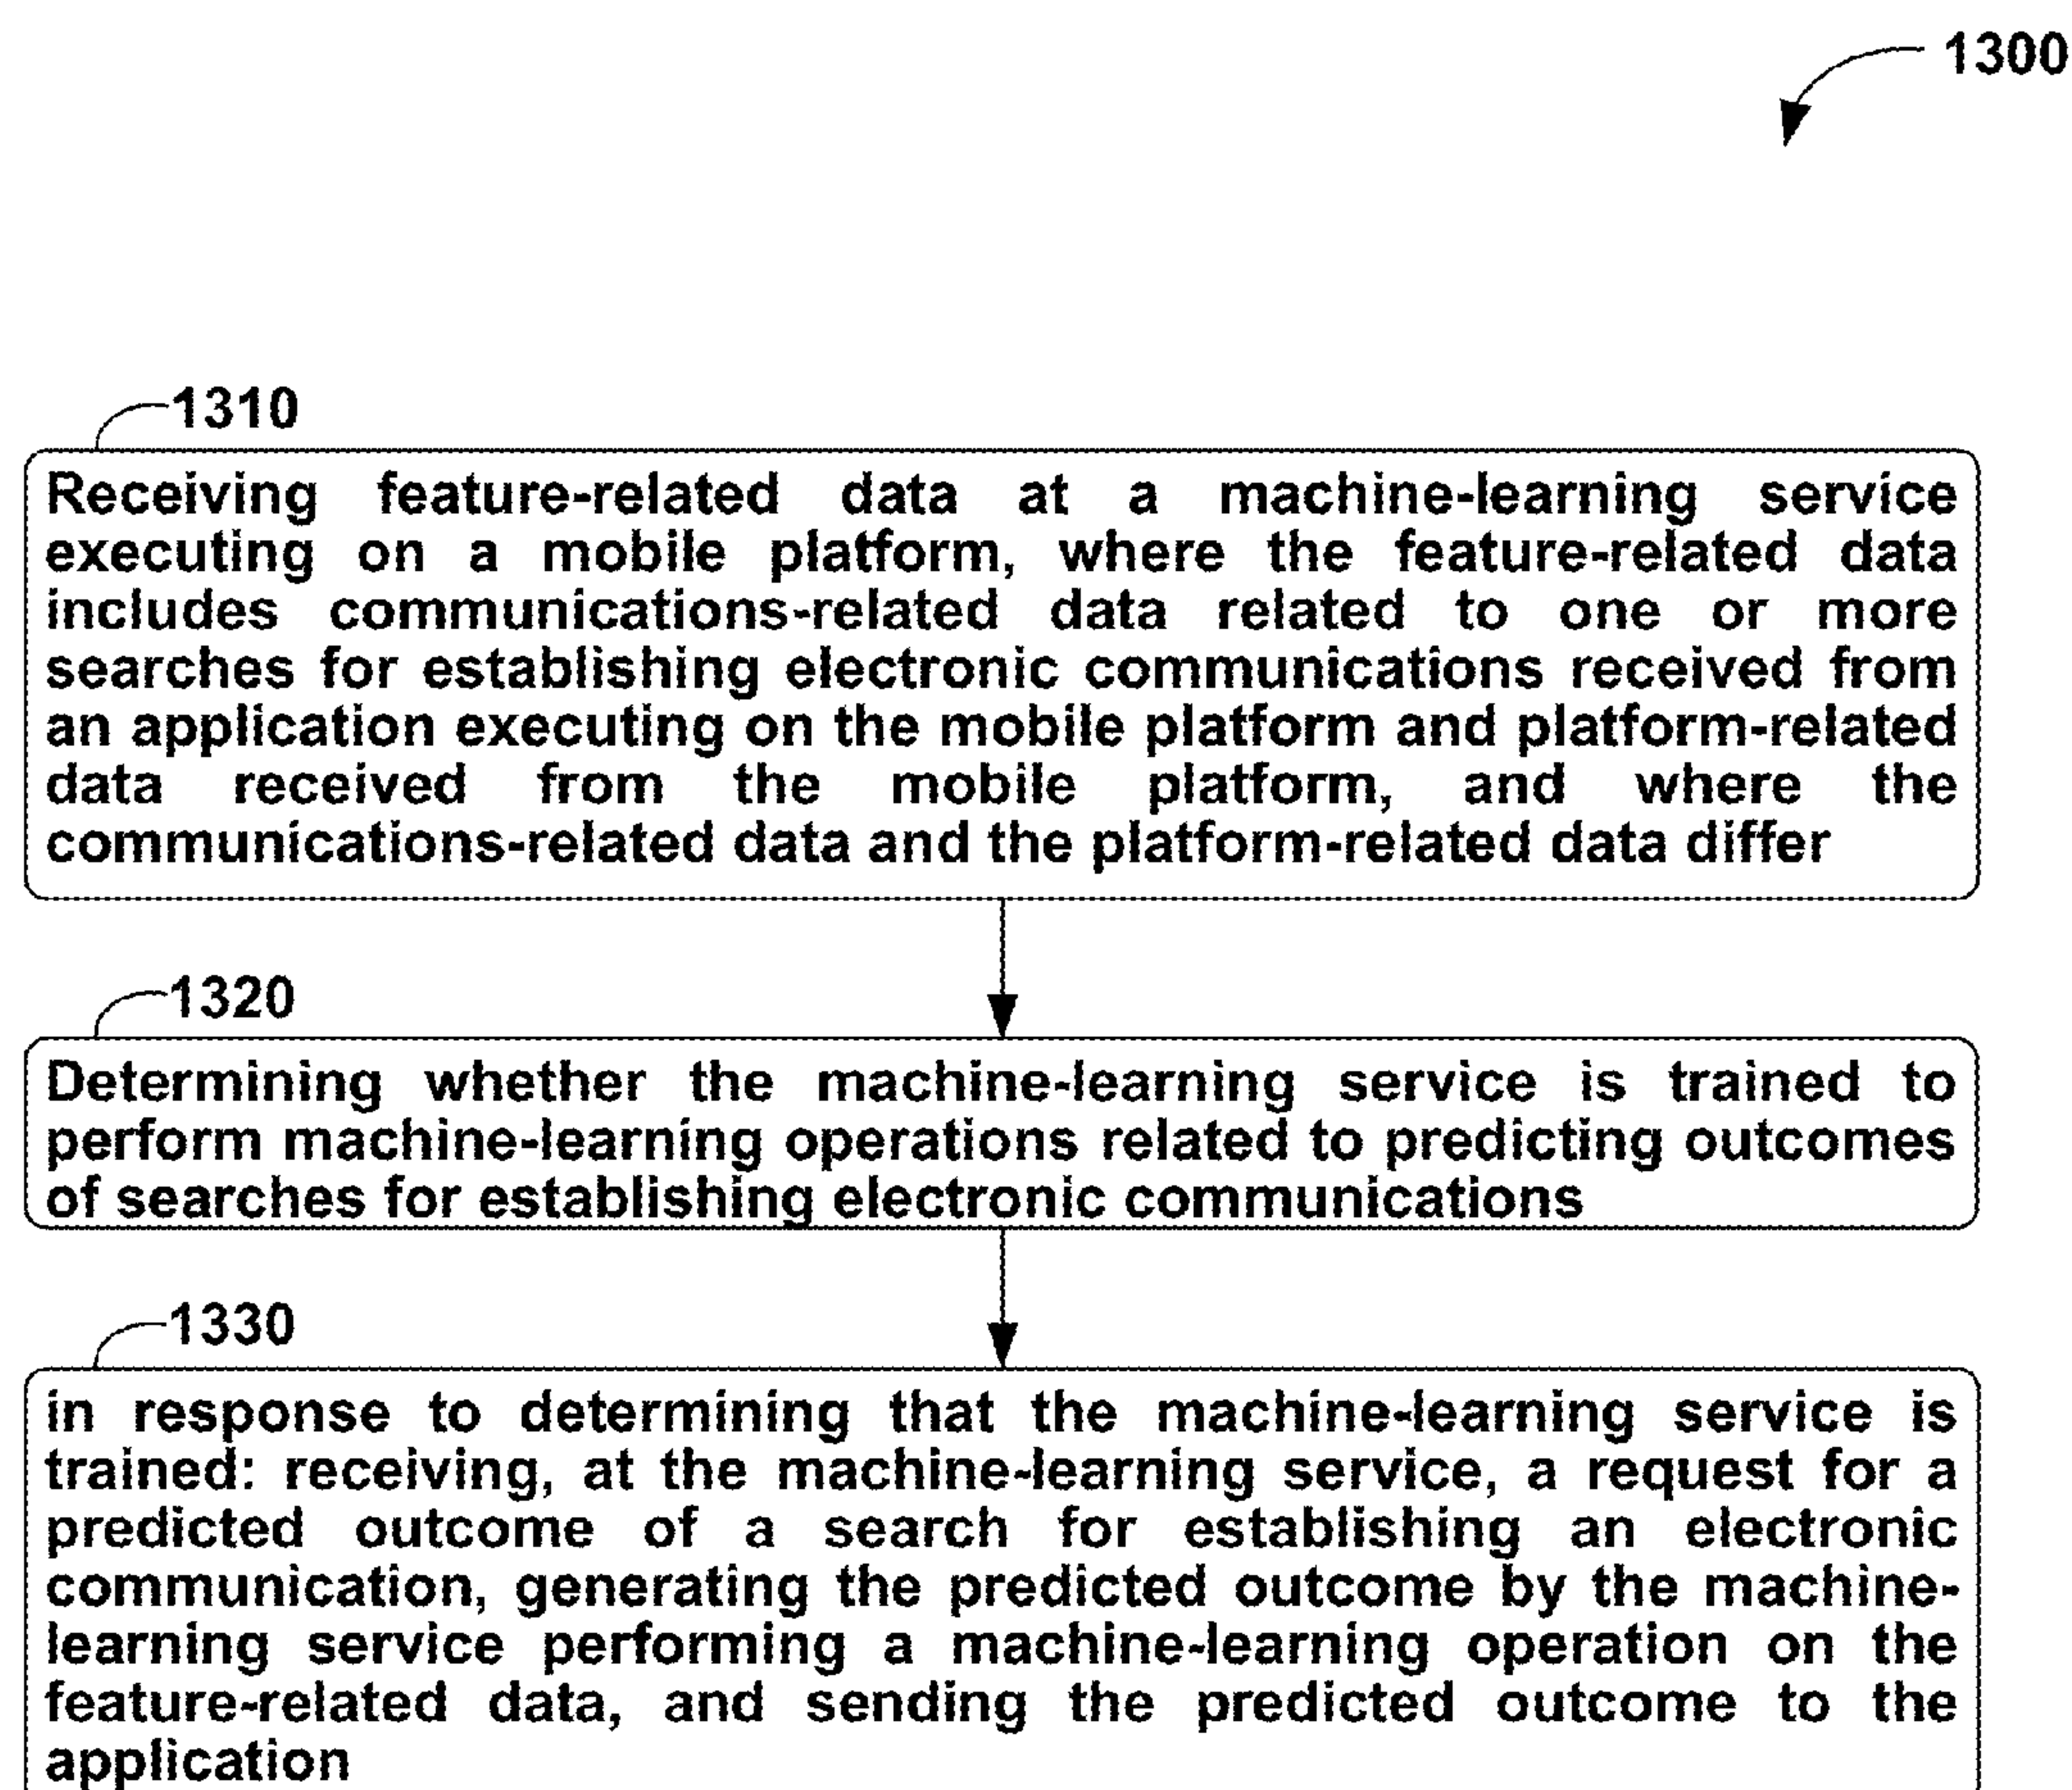 1300
1310
Receiving feature-related data at a machine-learning service
executing on a mobile platform, where the feature-related data
includes communications-related data related to one or more
searches for establishing electronic communications received from
an application executing on the mobile platform and platform-related
data received from the mobile platform, and where the
communications-related data and the platform-related data differ
1320
Determining whether the machine-learning service is trained to
perform machine-learning operations related to predicting outcomes
of searches for establishing electronic communications
1330
in response to determining that the machine-learning service is
trained: receiving, at the machine-learning service, a request for a
predicted outcome of a search for establishing an electronic
communication, generating the predicted outcome by the machine-
learning service performing a machine-learning operation on the
feature-related data, and sending the predicted outcome to the
application